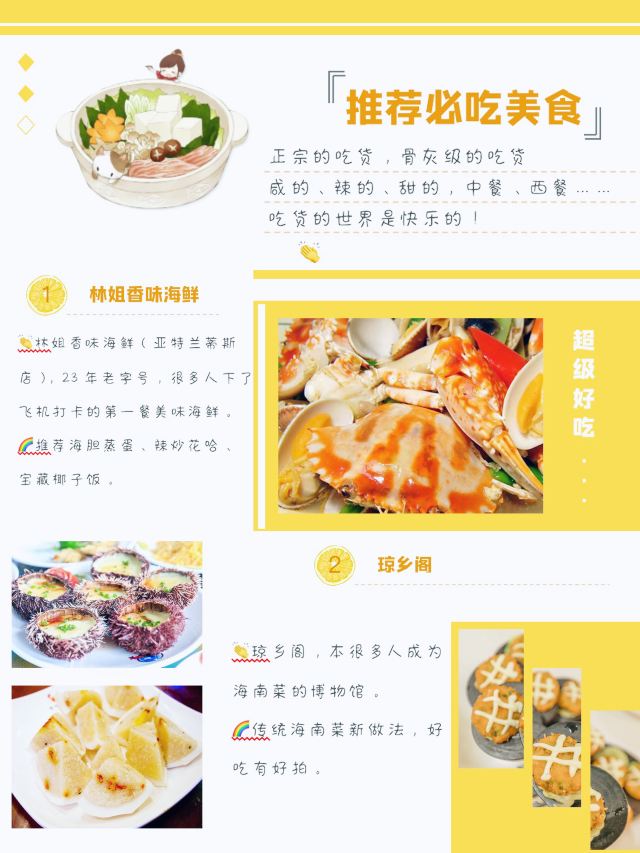 推荐必吃美食
正宗的吃货，骨灰级的吃货
咸的、辣的、甜的，中餐、西餐……
吃货的世界是快乐的！
1 林姐香味海鲜
林姐香味海鲜（亚特兰蒂斯
店），23年老字号，很多人下了
飞机打卡的第一餐美味海鲜。
推荐海胆蒸蛋、辣炒花哈、
宝藏椰子饭。
超级好吃...
2 琼乡阁
琼乡阁，本很多人成为
海南菜的博物馆。
传统海南菜新做法，好
吃有好拍。